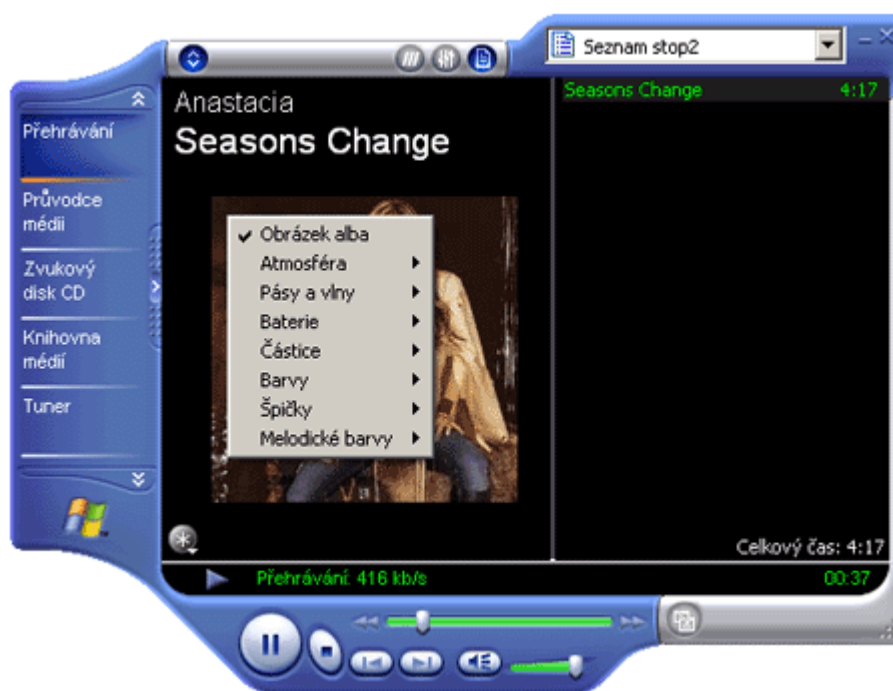 Seznam stop2
Anastacia
Seasons Change
Seasons Change 4:17
Přehrávání
Průvodce
médii
Zvukový
disk CD
Knihovna
médií
Tuner
Obrázek alba
Atmosféra
Pásy a vlny
Baterie
Částice
Barvy
Špičky
Melodické barvy
Celkový čas: 4:17
Přehrávání: 416 kb/s 00:37